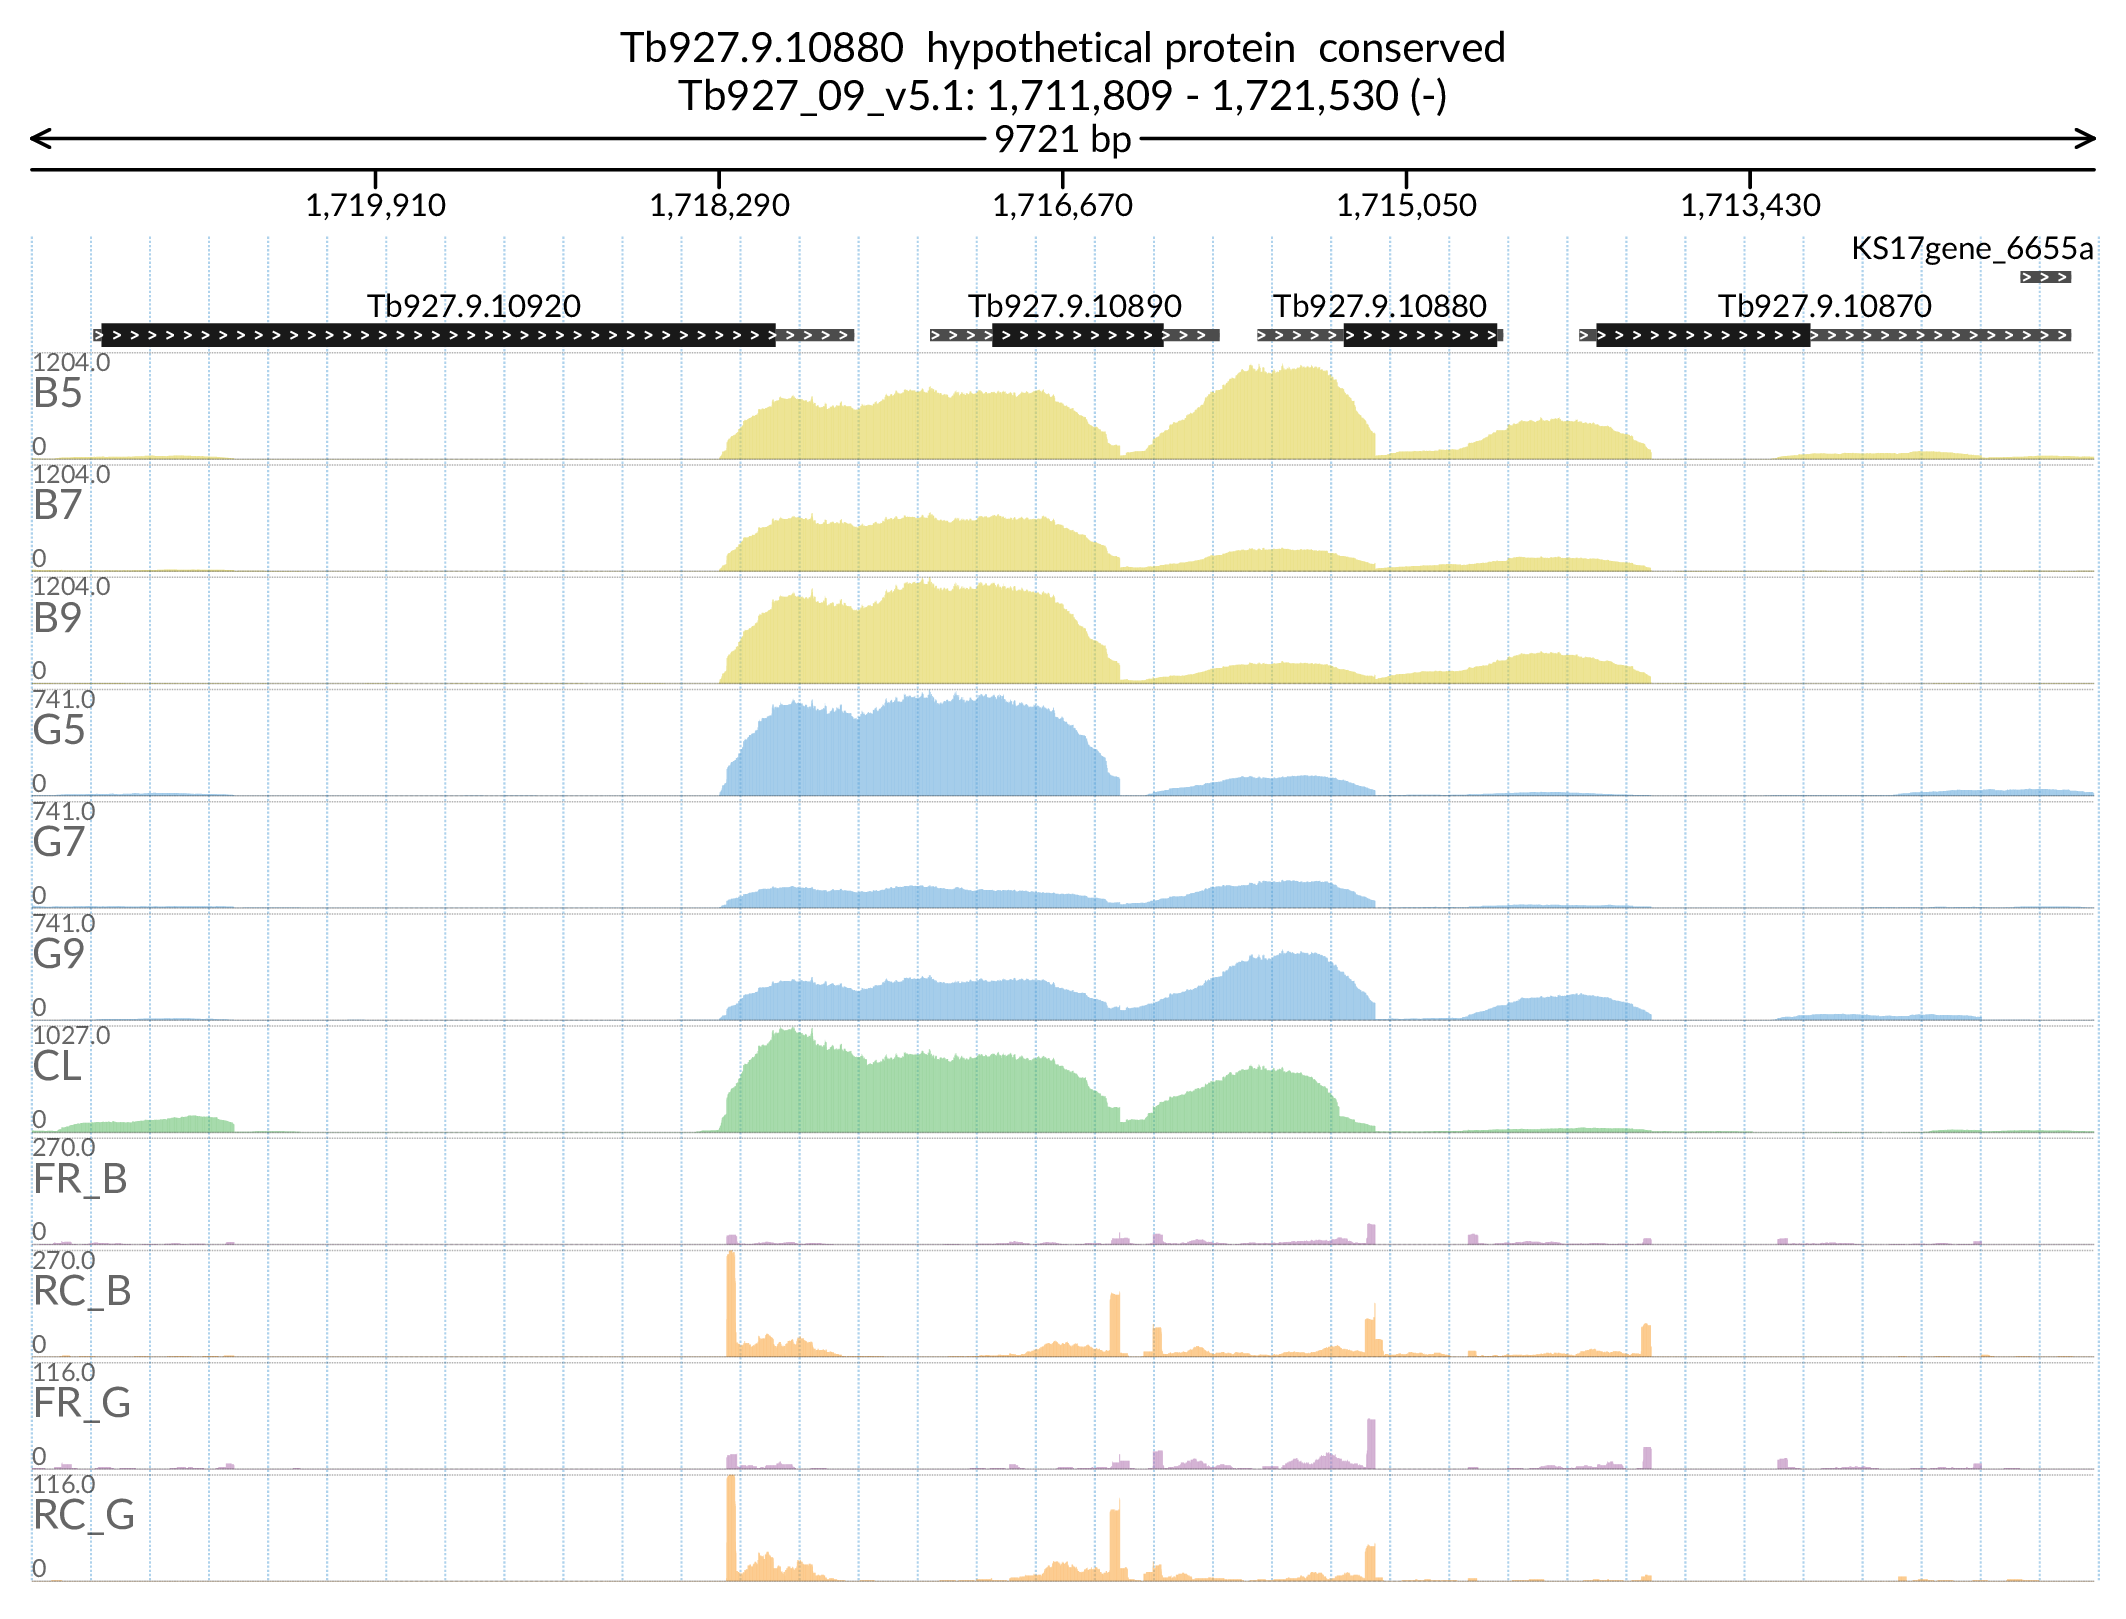 Tb927.9.10880 hypothetical protein conserved
Tb927_09_v5.1: 1,711,809 - 1,721,530 (-)
9721 bp
1,719,910 1,718,290 1,716,670 1,715,050 1,713,430
KS17gene_6655a
Tb927.9.10920 Tb927.9.10890 Tb927.9.10880 Tb927.9.10870
1204.0
B5
0
1204.0
B7
0
1204.0
B9
0
741.0
G5
0
741.0
G7
0
741.0
G9
0
1027.0
CL
0
270.0
FR_B
0
270.0
RC_B
0
116.0
FR_G
0
116.0
RC_G
0